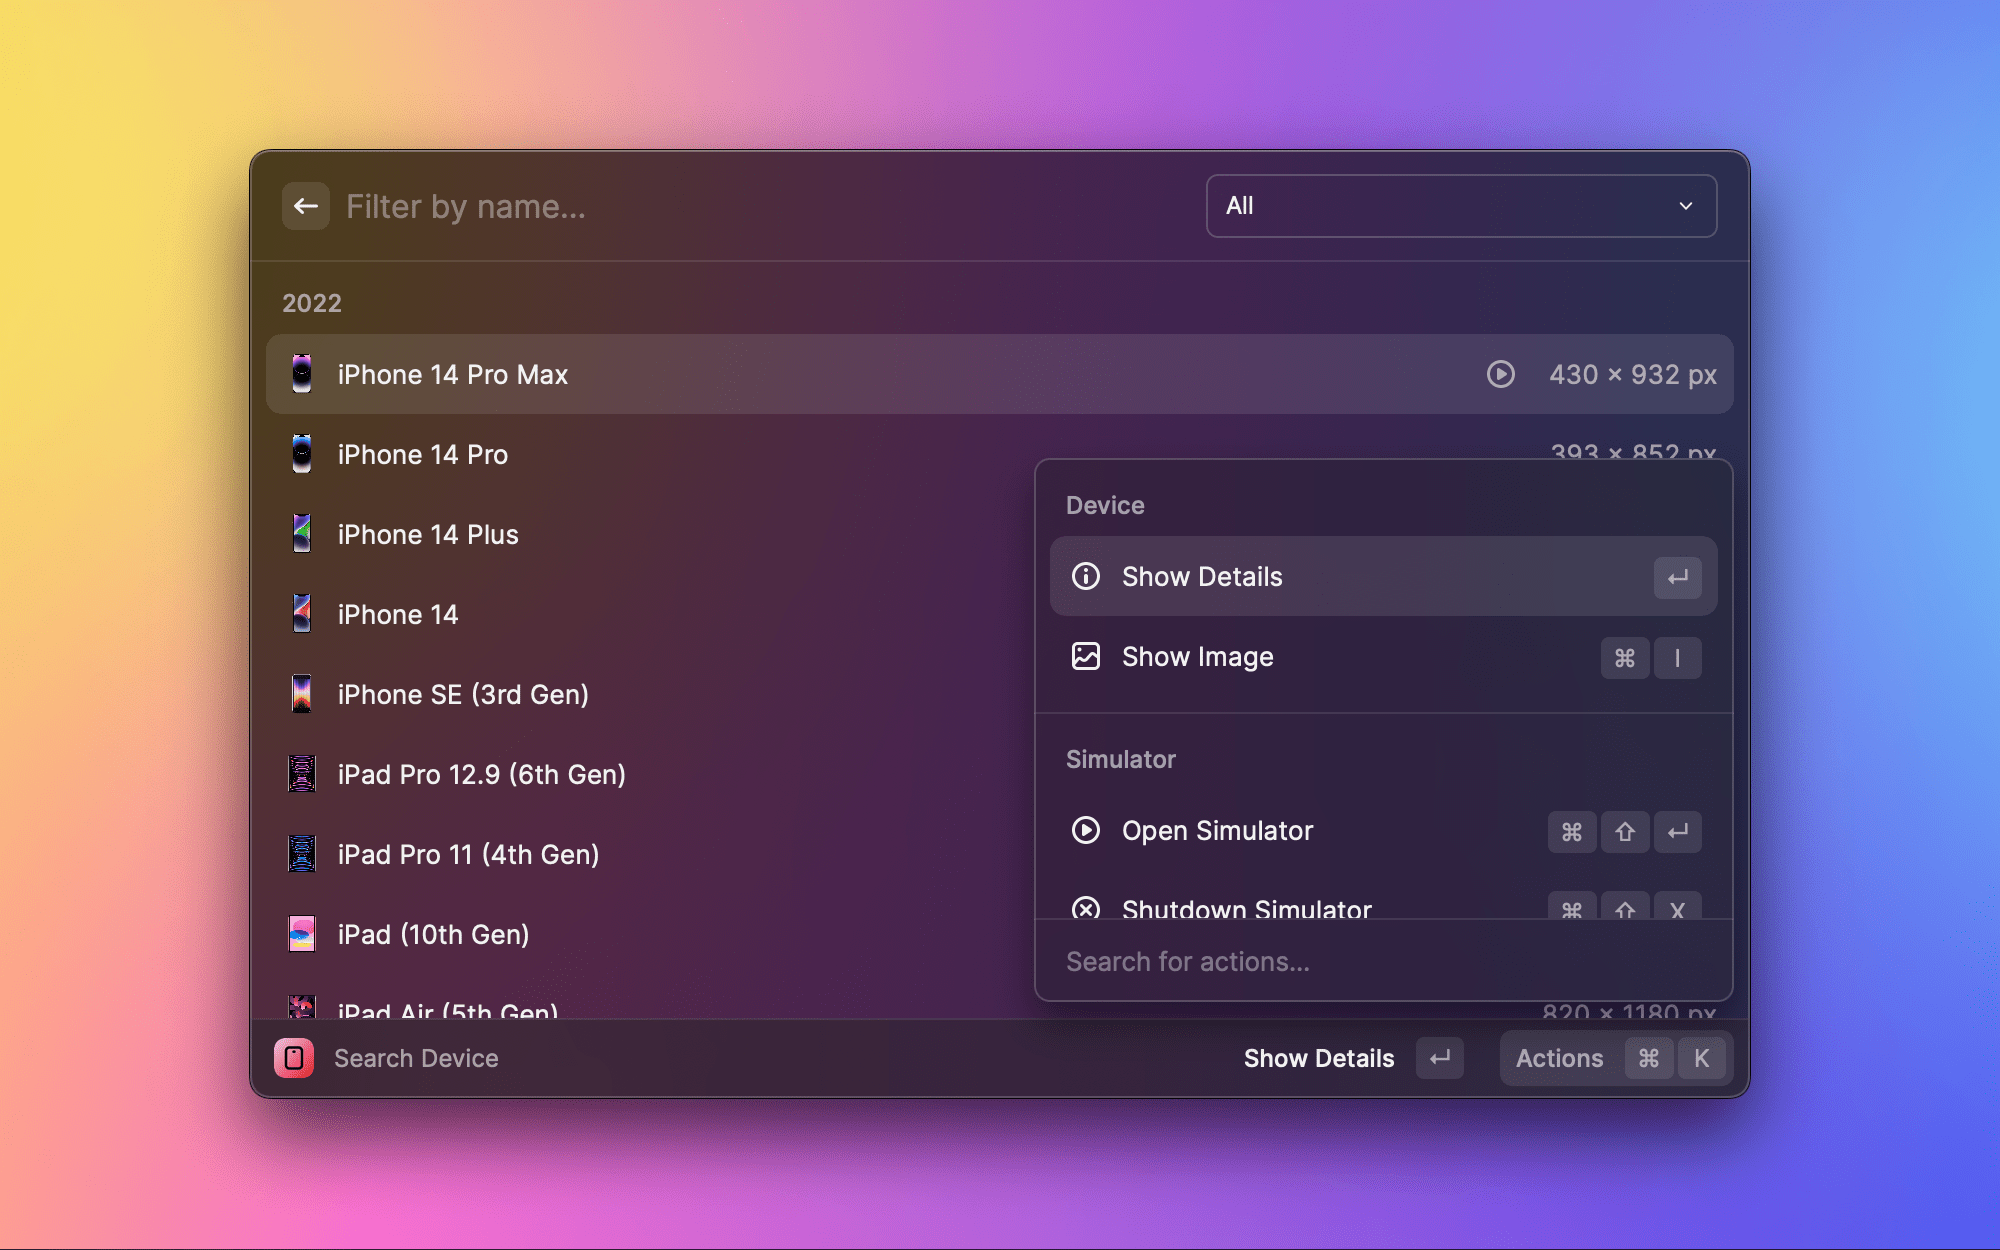 Filter by name...
All
2022
iPhone 14 Pro Max
430 × 932 px
iPhone 14 Pro
393 × 852 px
iPhone 14 Plus
iPhone 14
iPhone SE (3rd Gen)
iPad Pro 12.9 (6th Gen)
iPad Pro 11 (4th Gen)
iPad (10th Gen)
iPad Air (5th Gen)
820 × 1180 px
Device
Show Details ↵
Show Image ⌘ I
Simulator
Open Simulator ⌘ ⇧ ↵
Shutdown Simulator ⌘ ⇧ X
Search for actions...
Search Device
Show Details ↵
Actions ⌘ K